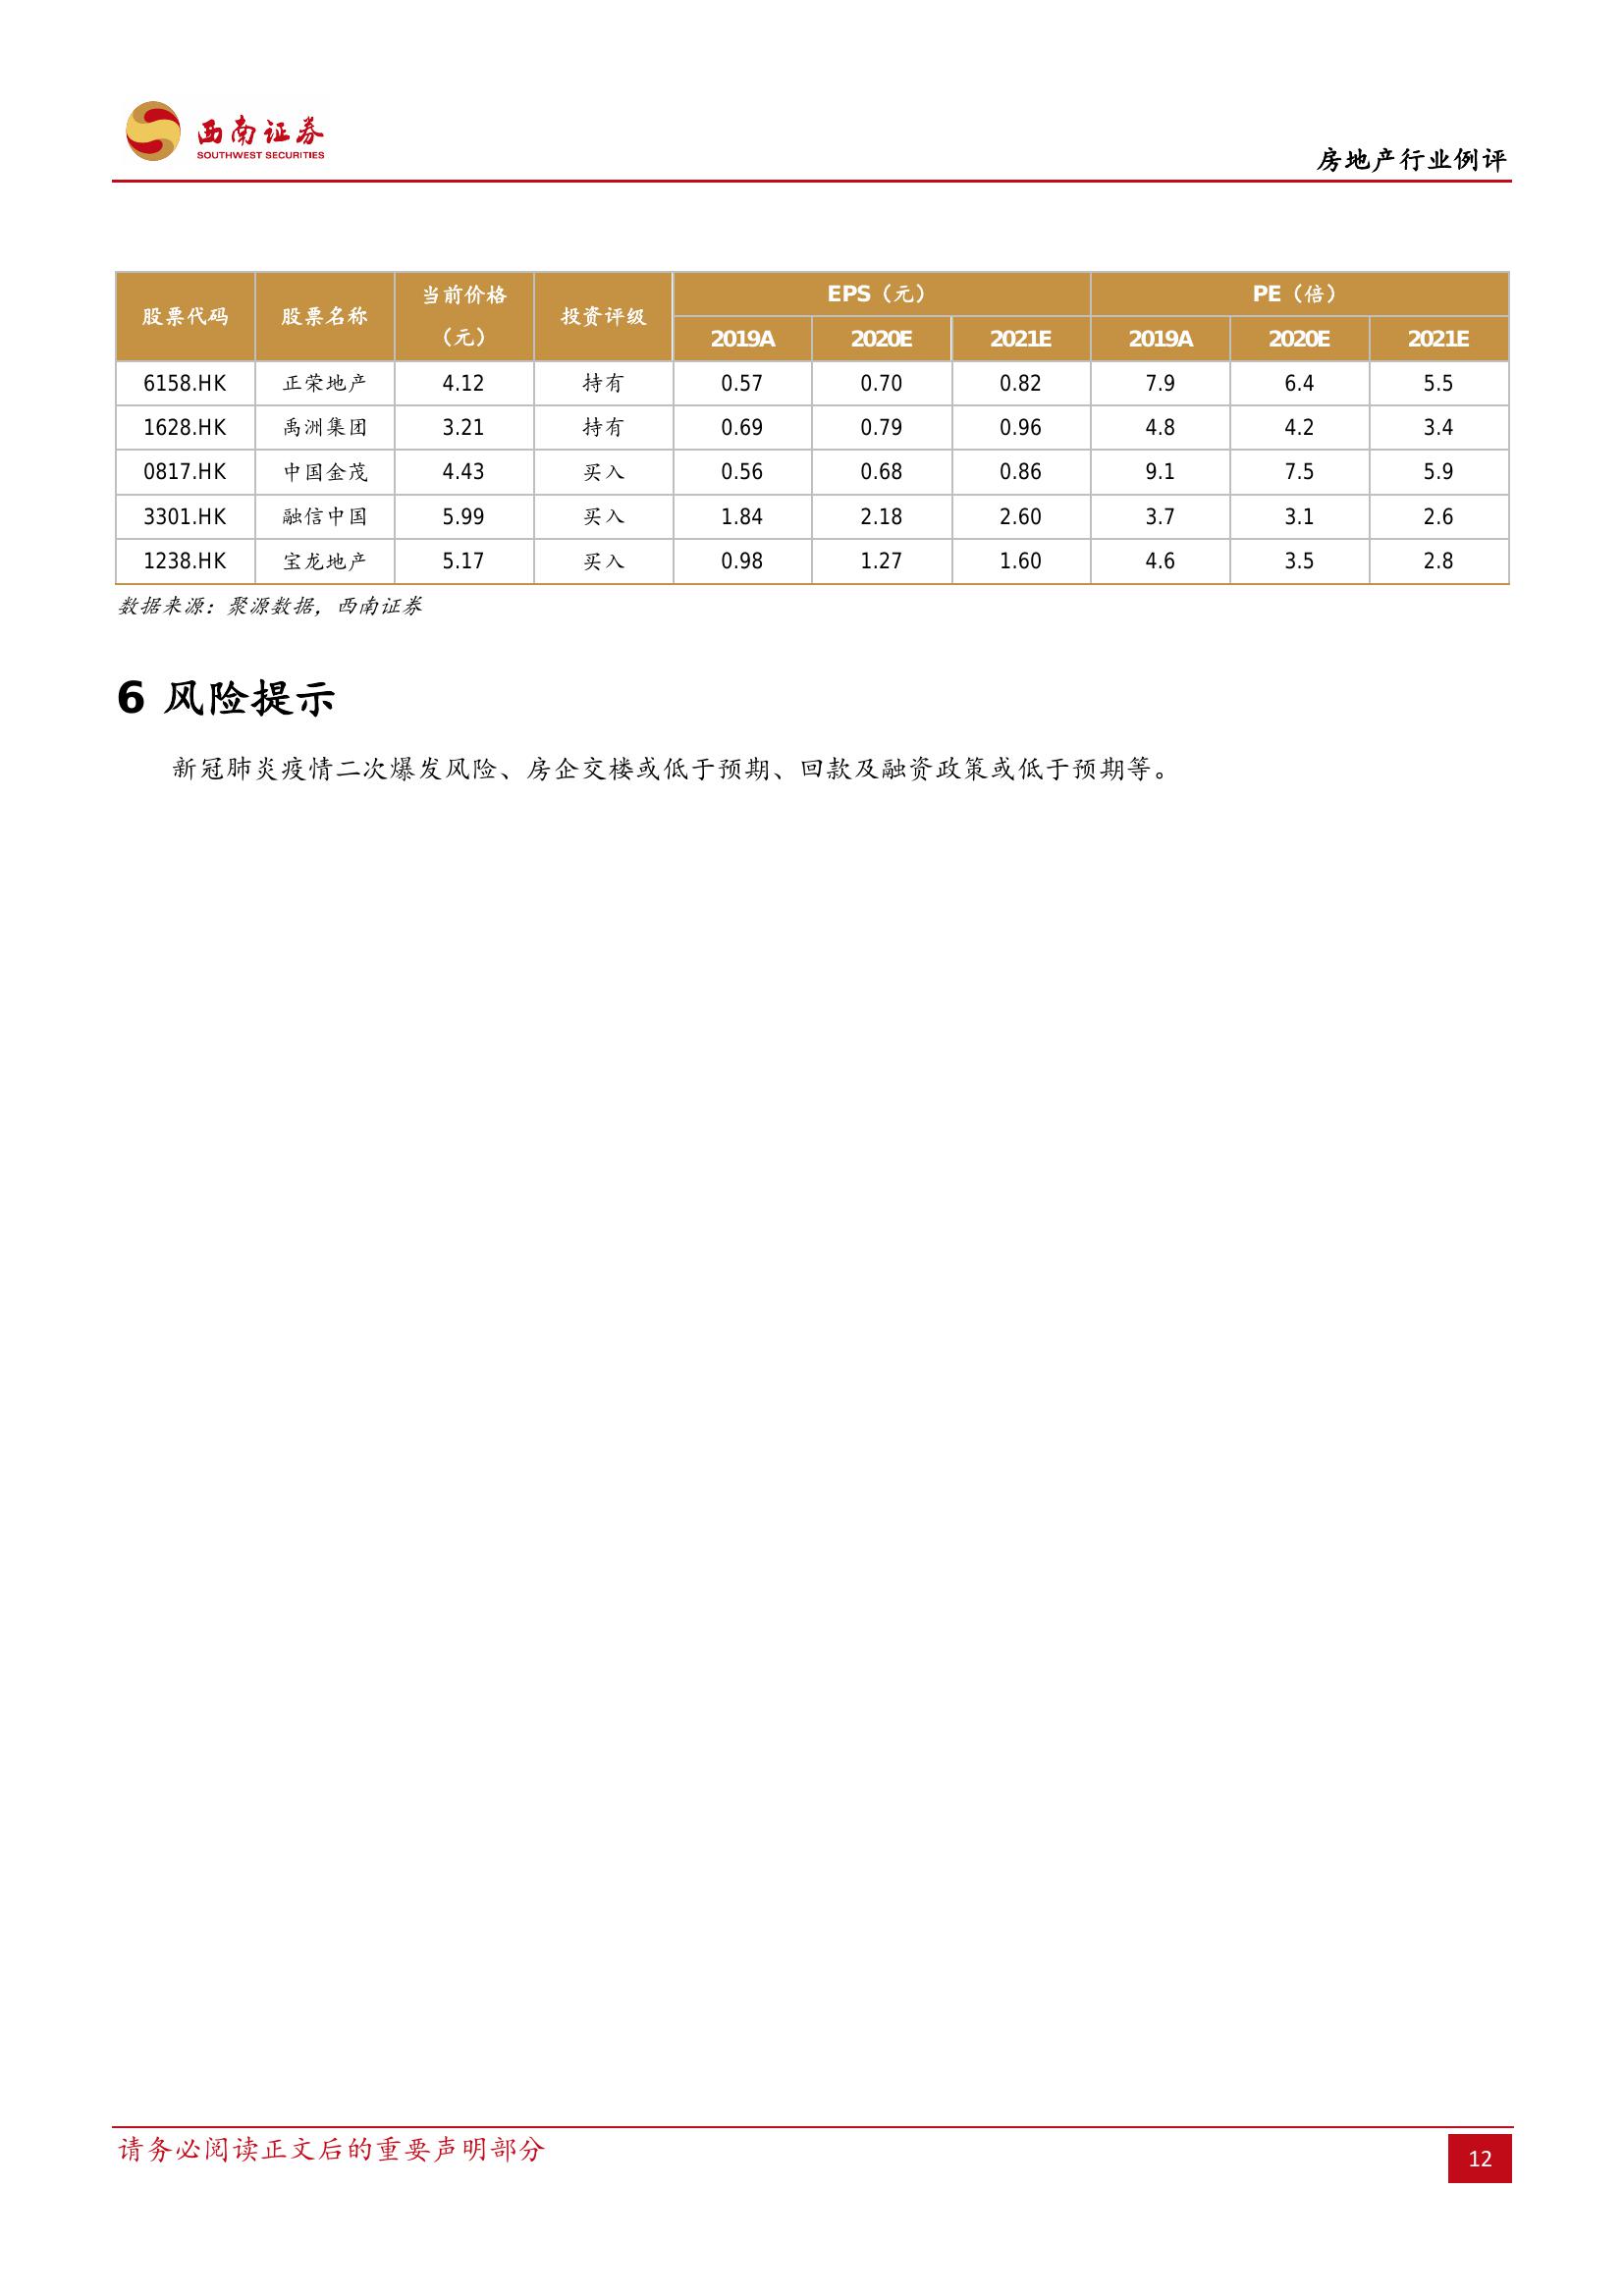 西南证券
SOUTHWEST SECURITIES
房地产行业例评
股票代码 股票名称 当前价格（元） 投资评级 EPS（元） PE（倍）
2019A 2020E 2021E 2019A 2020E 2021E
6158.HK 正荣地产 4.12 持有 0.57 0.70 0.82 7.9 6.4 5.5
1628.HK 禹洲集团 3.21 持有 0.69 0.79 0.96 4.8 4.2 3.4
0817.HK 中国金茂 4.43 买入 0.56 0.68 0.86 9.1 7.5 5.9
3301.HK 融信中国 5.99 买入 1.84 2.18 2.60 3.7 3.1 2.6
1238.HK 宝龙地产 5.17 买入 0.98 1.27 1.60 4.6 3.5 2.8
数据来源：聚源数据，西南证券
6 风险提示
新冠肺炎疫情二次爆发风险、房企交楼或低于预期、回款及融资政策或低于预期等。
请务必阅读正文后的重要声明部分
12